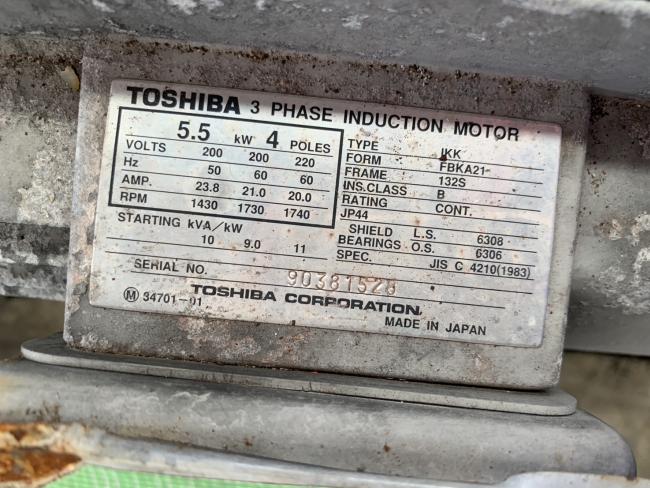 TOSHIBA 3 PHASE INDUCTION MOTOR
5.5 kW 4 POLES
VOLTS 200 200 220
Hz 50 60 60
AMP. 23.8 21.0 20.0
RPM 1430 1730 1740
STARTING kVA/kW
10 9.0 11
TYPE IKK
FORM FBKA21-
FRAME 132S
INS.CLASS B
RATING CONT.
JP44
SHIELD L.S. 6308
BEARINGS O.S. 6306
SPEC. JIS C 4210(1983)
SERIAL NO. 90381528
TOSHIBA CORPORATION
M 34701-01
MADE IN JAPAN